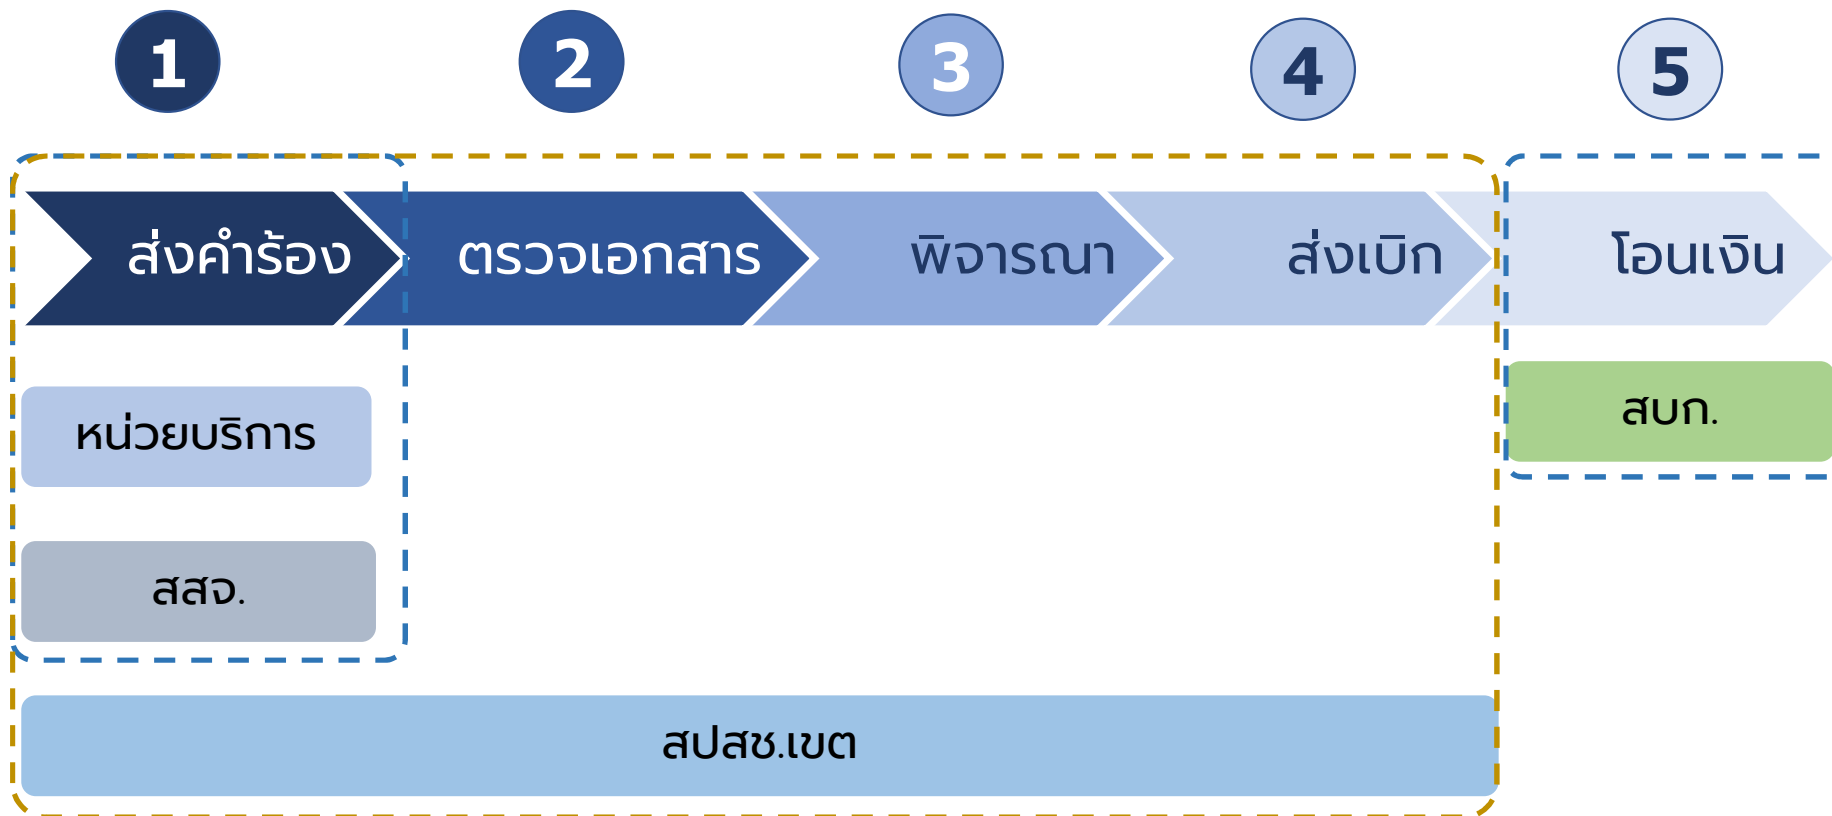 1
2
3
4
5
ส่งคำร้อง
ตรวจเอกสาร
พิจารณา
ส่งเบิก
โอนเงิน
หน่วยบริการ
สบก.
สสจ.
สปสช.เขต